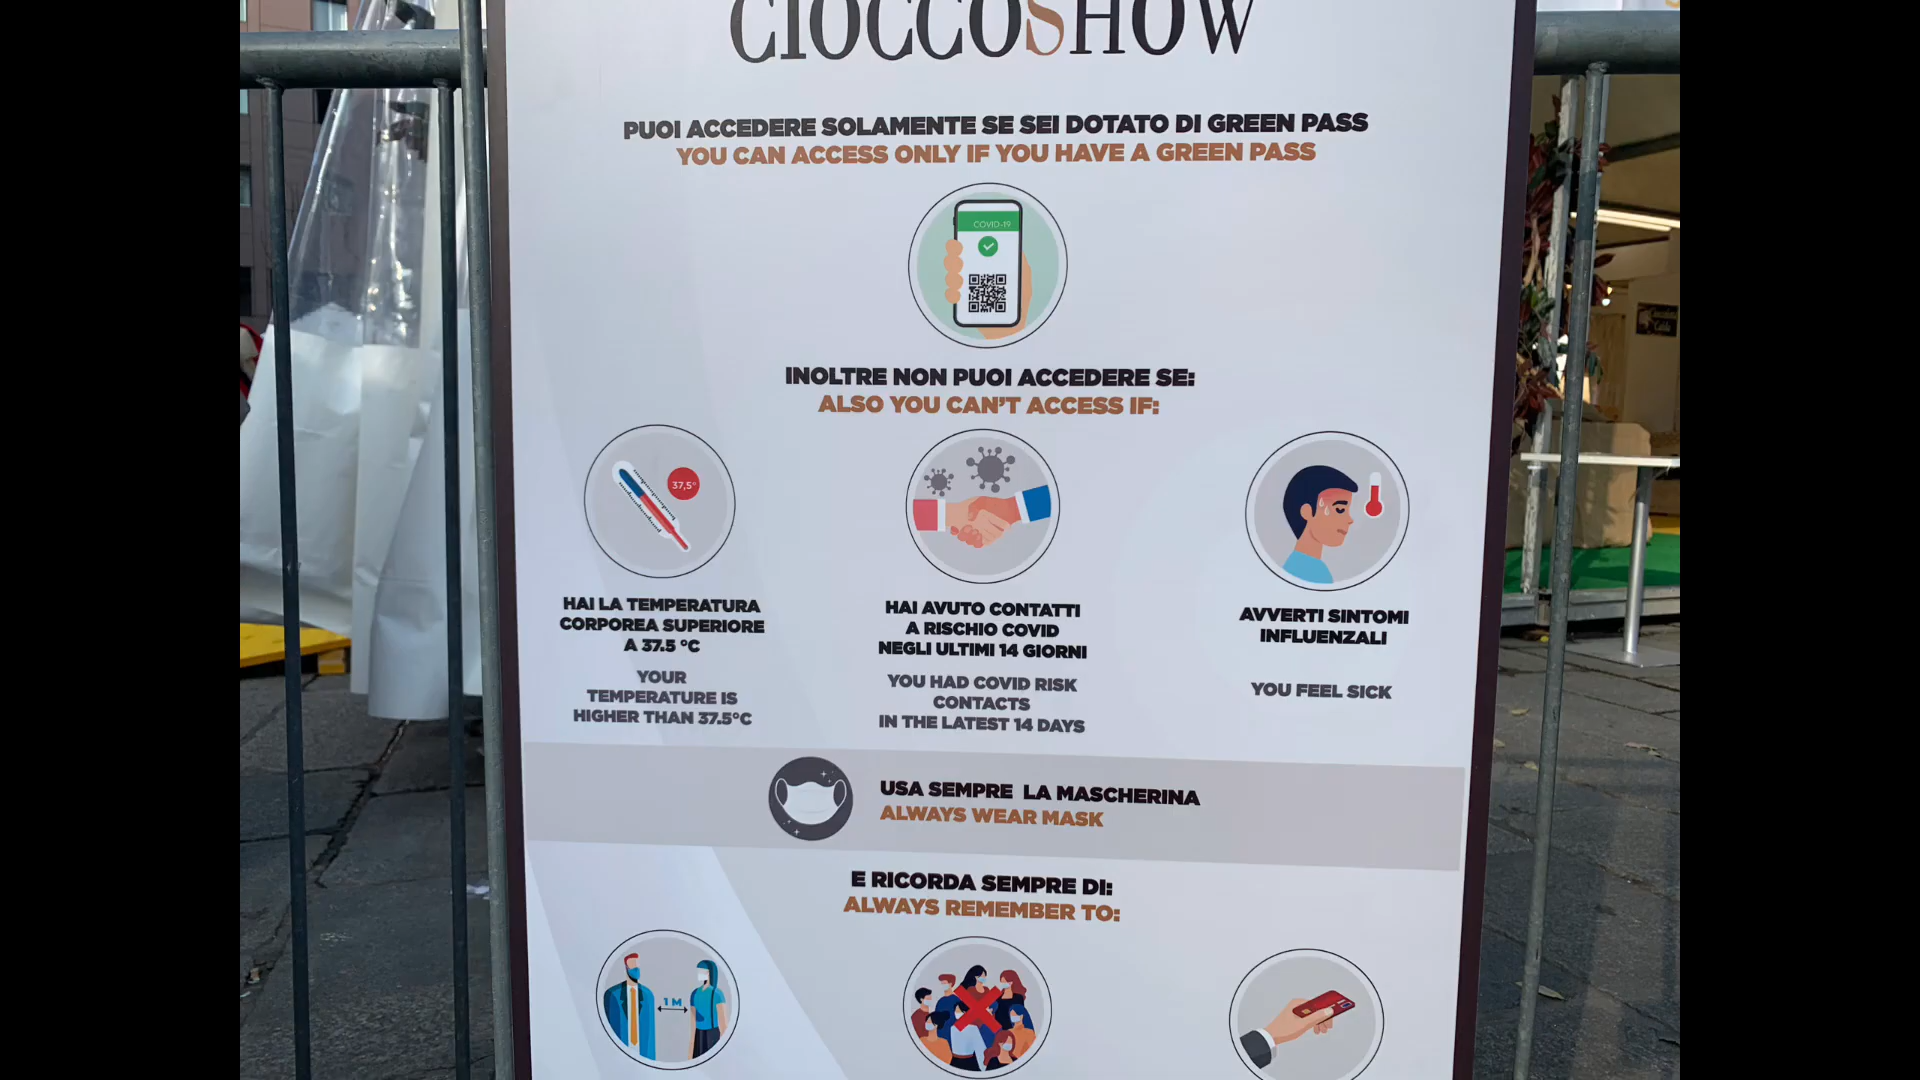 CIOCCOSHOW
PUOI ACCEDERE SOLAMENTE SE SEI DOTATO DI GREEN PASS
YOU CAN ACCESS ONLY IF YOU HAVE A GREEN PASS
COVID-19
INOLTRE NON PUOI ACCEDERE SE:
ALSO YOU CAN'T ACCESS IF:
37,5°
HAI LA TEMPERATURA
CORPOREA SUPERIORE
A 37.5 °C
YOUR
TEMPERATURE IS
HIGHER THAN 37.5°C
HAI AVUTO CONTATTI
A RISCHIO COVID
NEGLI ULTIMI 14 GIORNI
YOU HAD COVID RISK
CONTACTS
IN THE LATEST 14 DAYS
AVVERTI SINTOMI
INFLUENZALI
YOU FEEL SICK
USA SEMPRE LA MASCHERINA
ALWAYS WEAR MASK
E RICORDA SEMPRE DI:
ALWAYS REMEMBER TO:
1 M